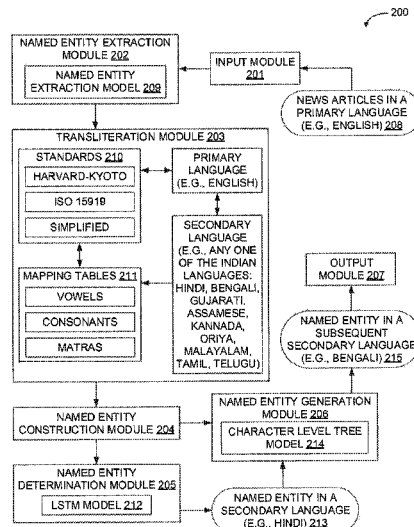 200
NAMED ENTITY EXTRACTION
MODULE 202
NAMED ENTITY
EXTRACTION MODEL 209
INPUT MODULE
201
NEWS ARTICLES IN A
PRIMARY LANGUAGE
(E.G., ENGLISH) 208
TRANSLITERATION MODULE 203
STANDARDS 210
HARVARD-KYOTO
ISO 15919
SIMPLIFIED
PRIMARY
LANGUAGE
(E.G., ENGLISH)
MAPPING TABLES 211
VOWELS
CONSONANTS
MATRAS
SECONDARY
LANGUAGE
(E.G., ANY ONE
OF THE INDIAN
LANGUAGES:
HINDI, BENGALI,
GUJARATI,
ASSAMESE,
KANNADA,
ORIYA,
MALAYALAM,
TAMIL, TELUGU)
OUTPUT
MODULE 207
NAMED ENTITY IN A
SUBSEQUENT
SECONDARY LANGUAGE
(E.G., BENGALI) 215
NAMED ENTITY
CONSTRUCTION MODULE 204
NAMED ENTITY GENERATION
MODULE 206
CHARACTER LEVEL TREE
MODEL 214
NAMED ENTITY
DETERMINATION MODULE 205
LSTM MODEL 212
NAMED ENTITY IN A
SECONDARY LANGUAGE
(E.G., HINDI) 213